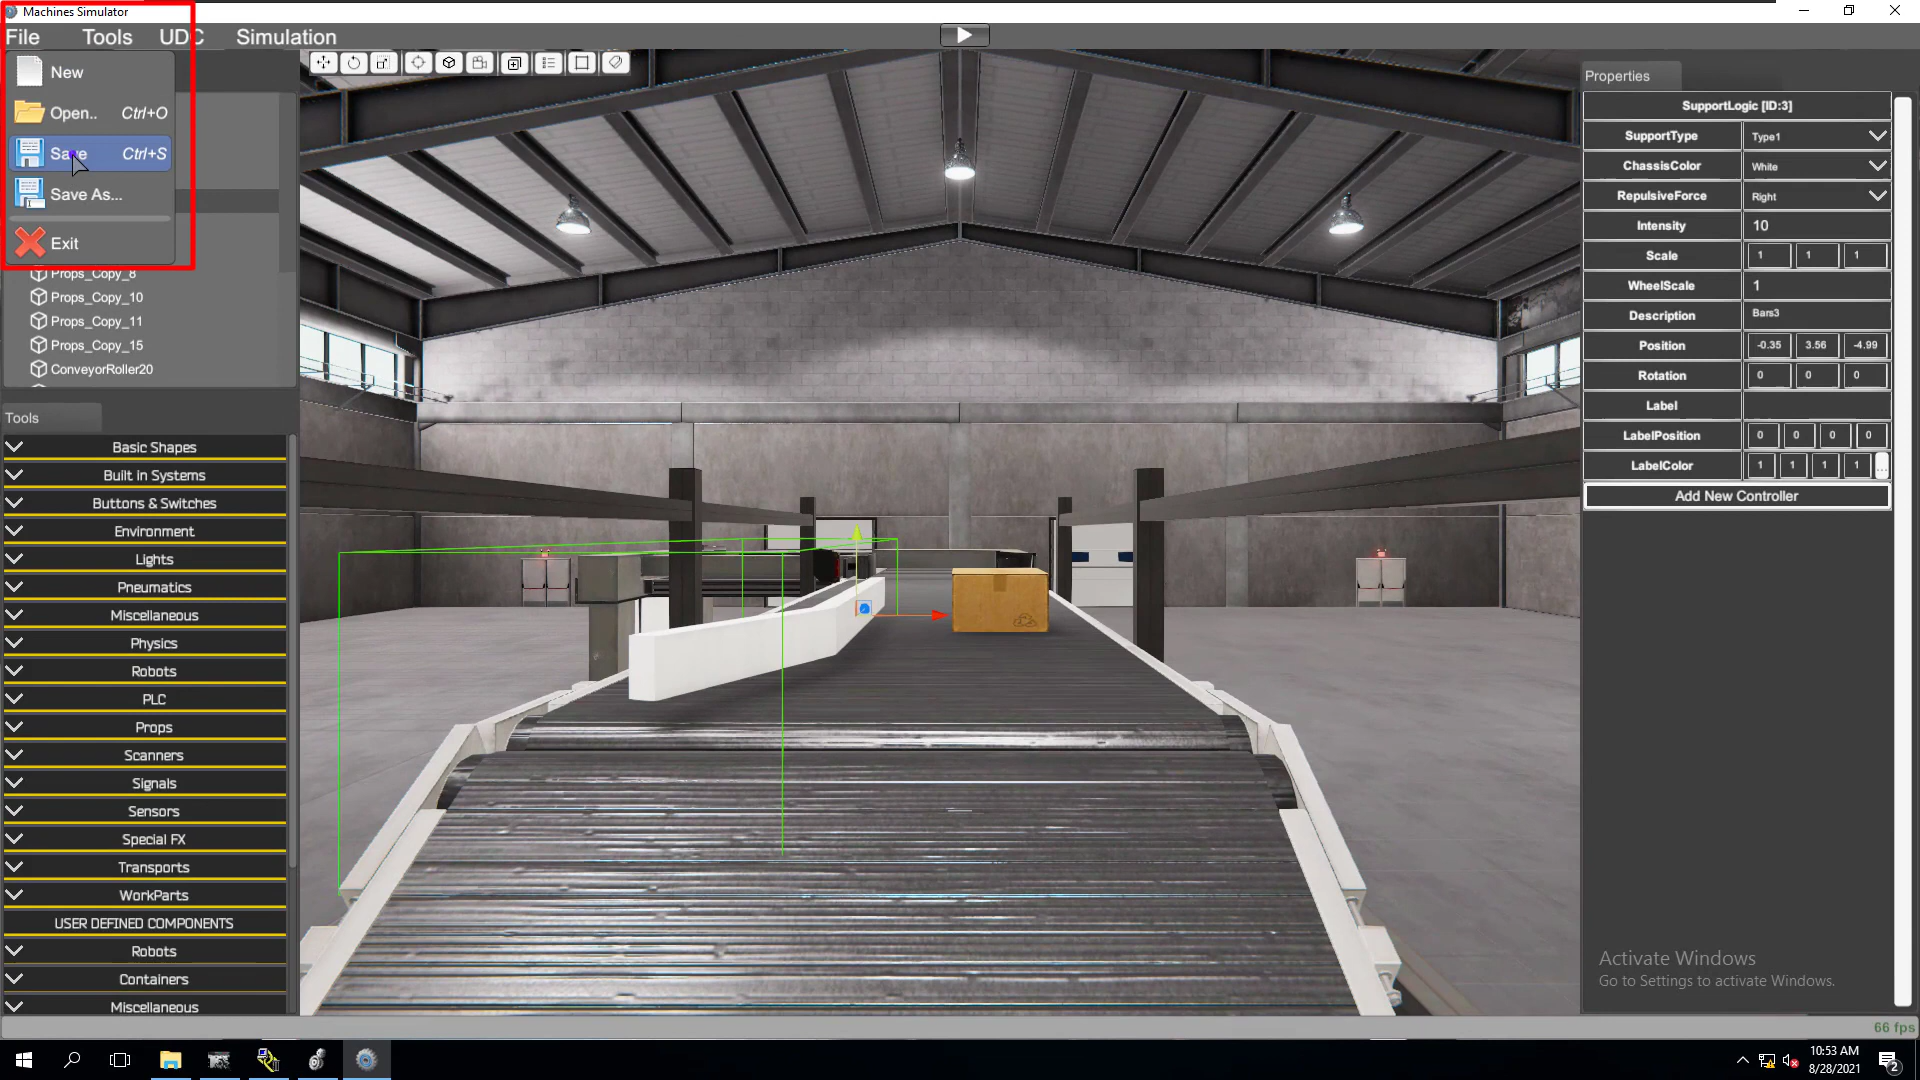 Machines Simulator
File Tools UDC Simulation
New
Open.. Ctrl+O
Save Ctrl+S
Save As...
Exit
Props_Copy_8
Props_Copy_10
Props_Copy_11
Props_Copy_15
ConveyorRoller20
Tools
Basic Shapes
Built in Systems
Buttons & Switches
Environment
Lights
Pneumatics
Miscellaneous
Physics
Robots
PLC
Props
Scanners
Signals
Sensors
Special FX
Transports
WorkParts
USER DEFINED COMPONENTS
Robots
Containers
Miscellaneous
Properties
SupportLogic [ID:3]
SupportType Type1
ChassisColor White
RepulsiveForce Right
Intensity 10
Scale 1 1 1
WheelScale 1
Description Bars3
Position -0.35 3.56 -4.99
Rotation 0 0 0
Label
LabelPosition 0 0 0 0
LabelColor 1 1 1 1 ...
Add New Controller
Activate Windows
Go to Settings to activate Windows.
66 fps
10:53 AM
8/28/2021
2